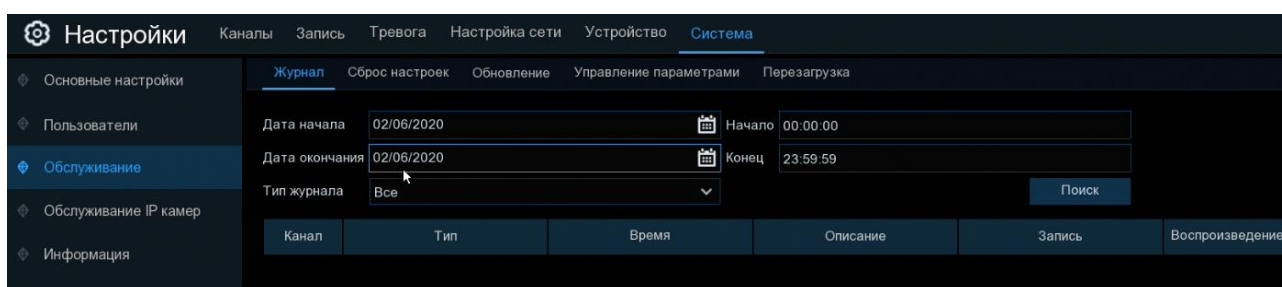 Настройки Каналы Запись Тревога Настройка сети Устройство Система
Журнал Сброс настроек Обновление Управление параметрами Перезагрузка
Основные настройки
Пользователи
Обслуживание
Обслуживание IP камер
Информация
Дата начала 02/06/2020 Начало 00:00:00
Дата окончания 02/06/2020 Конец 23:59:59
Тип журнала Все Поиск
Канал Тип Время Описание Запись Воспроизведение